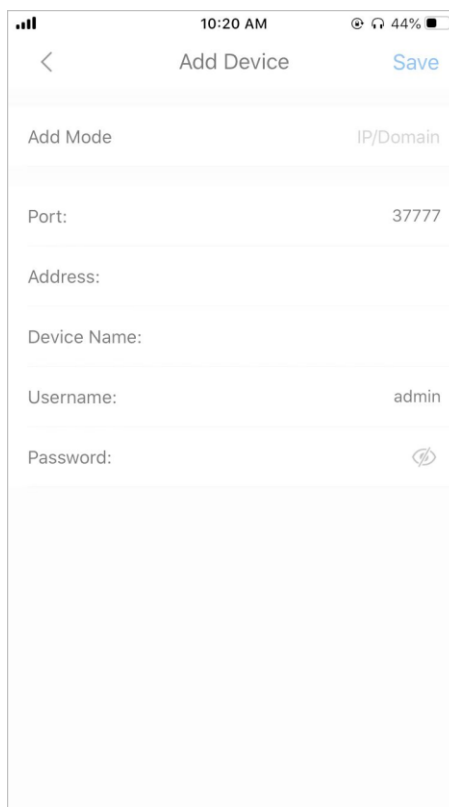 10:20 AM 44%
Add Device Save
Add Mode IP/Domain
Port: 37777
Address:
Device Name:
Username: admin
Password: